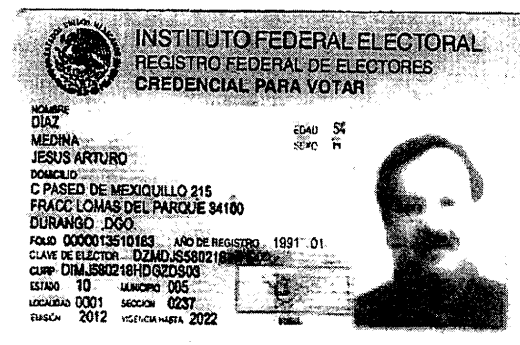 INSTITUTO FEDERAL ELECTORAL
REGISTRO FEDERAL DE ELECTORES
CREDENCIAL PARA VOTAR
NOMBRE
DIAZ
EDAD 54
MEDINA
SEXO H
JESUS ARTURO
DOMICILIO
C PASEO DE MEXIQUILLO 215
FRACC LOMAS DEL PARQUE 34100
DURANGO ,DGO.
FOLIO 0000013510183 AÑO DE REGISTRO 1991 01
CLAVE DE ELECTOR
CURP DIMJ580218HDGZDS03
ESTADO 10 MUNICIPIO 005
LOCALIDAD 0001 SECCION 0237
EMISIÓN 2012 VIGENCIA HASTA 2022